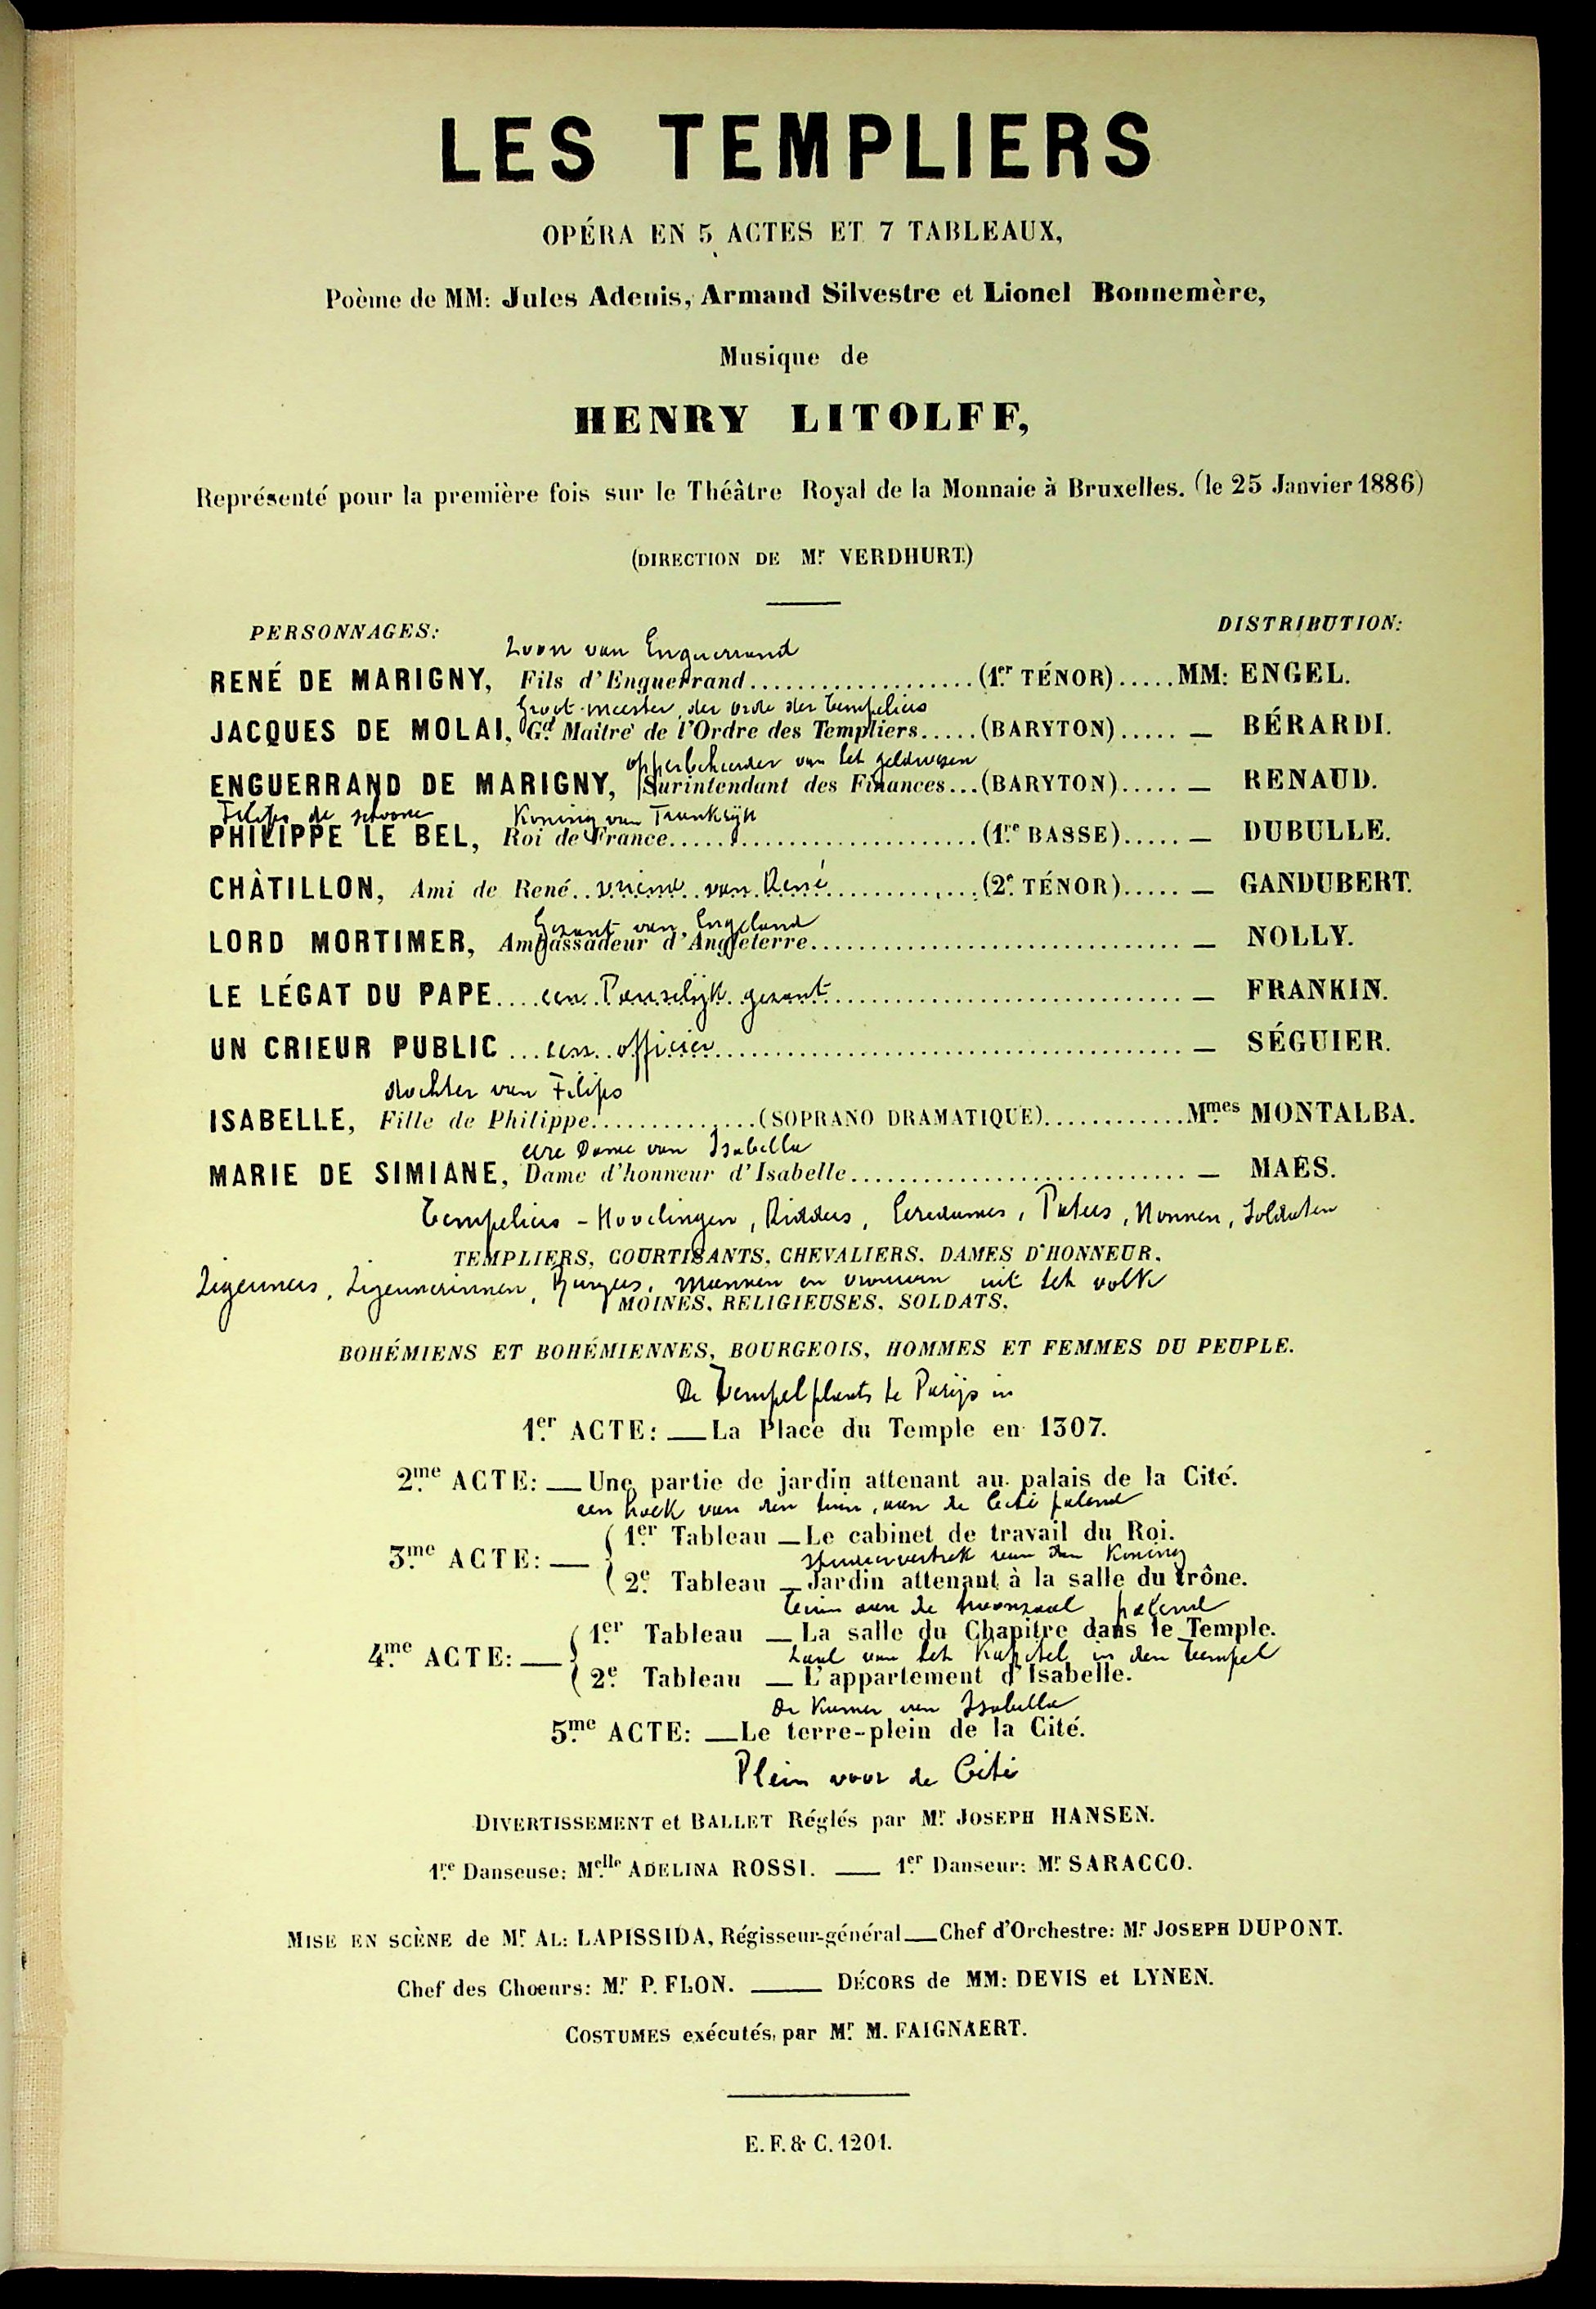 LES TEMPLIERS
OPÉRA EN 5 ACTES ET 7 TABLEAUX,
Poème de MM: Jules Adenis, Armand Silvestre et Lionel Bonnemère,
Musique de
HENRY LITOLFF,
Représenté pour la première fois sur le Théâtre Royal de la Monnaie à Bruxelles. (le 25 Janvier 1886)
(DIRECTION DE Mr. VERDHURT.)
PERSONNAGES: DISTRIBUTION:
Zoon van Enguerrand
RENÉ DE MARIGNY, Fils d'Enguerrand...................(1er. TÉNOR).....MM: ENGEL.
Groot-meester der orde der Tempeliers
JACQUES DE MOLAI, Gd. Maître de l'Ordre des Templiers.....(BARYTON)..... — BÉRARDI.
opperbeheerder van het geldwezen
ENGUERRAND DE MARIGNY, Surintendant des Finances...(BARYTON)..... — RENAUD.
Filips de schoone Koning van Frankrijk
PHILIPPE LE BEL, Roi de France..........................(1re. BASSE)..... — DUBULLE.
CHÂTILLON, Ami de René.. vriend van René.............(2e. TÉNOR)..... — GANDUBERT.
Gezant van Engeland
LORD MORTIMER, Ambassadeur d'Angleterre................................ — NOLLY.
LE LÉGAT DU PAPE.... een Pauselijk gezant.............................. — FRANKIN.
UN CRIEUR PUBLIC ... een officier........................................ — SÉGUIER.
dochter van Filips
ISABELLE, Fille de Philippe..............(SOPRANO DRAMATIQUE)............Mmes. MONTALBA.
eere Dame van Isabella
MARIE DE SIMIANE, Dame d'honneur d'Isabelle............................. — MAES.
Tempeliers - Hovelingen, Ridders, Eeredames, Paters, Nonnen, Soldaten
TEMPLIERS, COURTISANTS, CHEVALIERS, DAMES D'HONNEUR,
Zigeuners, Zigeunerinnen, Burgers, mannen en vrouwen uit het volk
MOINES, RELIGIEUSES, SOLDATS,
BOHÉMIENS ET BOHÉMIENNES, BOURGEOIS, HOMMES ET FEMMES DU PEUPLE.
De Tempelplaats te Parijs in
1er. ACTE: — La Place du Temple en 1307.
2me. ACTE: — Une partie de jardin attenant au palais de la Cité.
een hoek van den tuin, aan de Cité palend
3me. ACTE: — 1er. Tableau — Le cabinet de travail du Roi.
studievertrek van den Koning
2e. Tableau — Jardin attenant à la salle du trône.
tuin aan de troonzaal palend
4me. ACTE: — 1er. Tableau — La salle du Chapitre dans le Temple.
zaal van het Kapitel in den tempel
2e. Tableau — L'appartement d'Isabelle.
De Kamer van Isabella
5me. ACTE: — Le terre-plein de la Cité.
Plein voor de Cité
DIVERTISSEMENT et BALLET Réglés par Mr. JOSEPH HANSEN.
1re. Danseuse: Melle. ADELINA ROSSI. — 1er. Danseur: Mr. SARACCO.
MISE EN SCÈNE de Mr. AL: LAPISSIDA, Régisseur-général — Chef d'Orchestre: Mr. JOSEPH DUPONT.
Chef des Choeurs: Mr. P. FLON. — DÉCORS de MM: DEVIS et LYNEN.
COSTUMES exécutés, par Mr. M. FAIGNAERT.
E. F. & C. 1201.